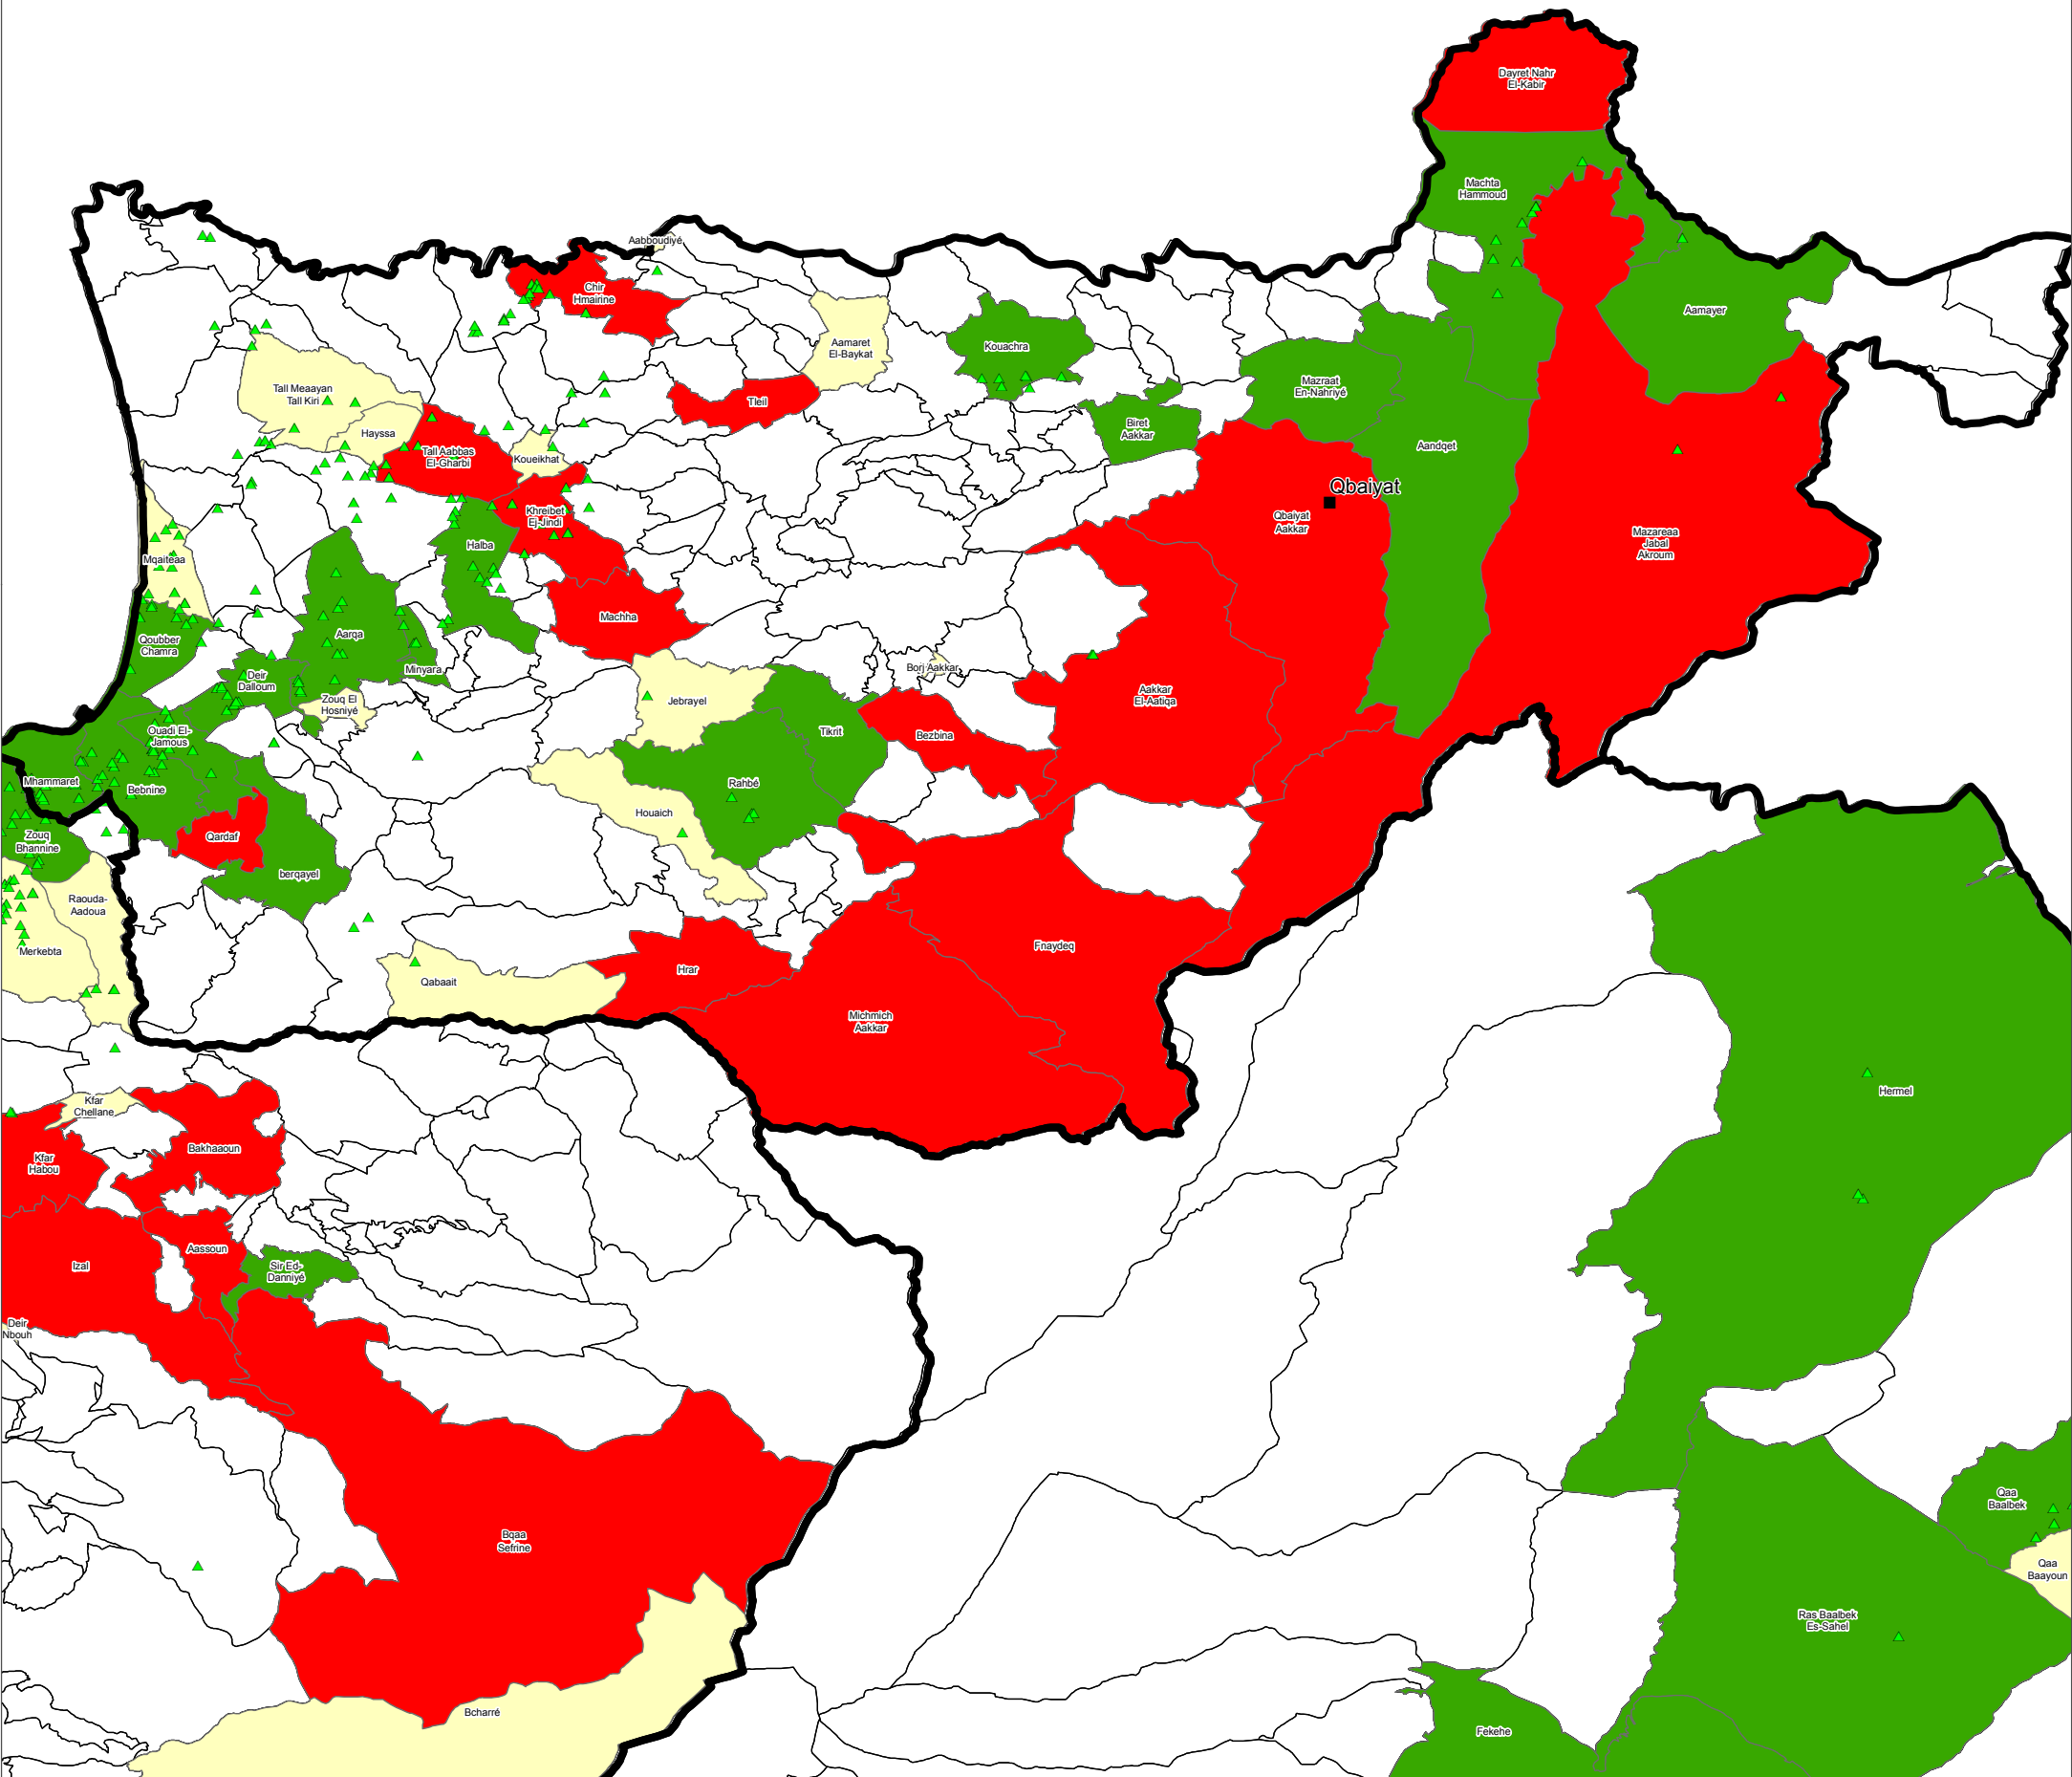 Dayret Nahr
El-Kabir
Machta
Hammoud
Aabboudiyé
Chir
Hmairine
Aamayer
Kouachra
Aamaret
El-Baykat
Mazraat
En-Nahriyé
Tall Meaayan
Tall Kiri
Tleil
Hayssa
Biret
Aakkar
Aandqet
Tall Aabbas
El-Gharbi
Koueikhat
Qbaiyat
Khreibet
Ej-Jindi
Qbaiyat
Aakkar
Mazareaa
Jabal
Akroum
Halba
Mqaiteaa
Machha
Aarqa
Qoubber
Chamra
Minyara
Borj Aakkar
Deir
Dalloum
Aakkar
El-Aatiqa
Jebrayel
Zouq El
Hosniyé
Tikrit
Bezbina
Ouadi El-
Jamous
Mhammaret
Bebnine
Rahbé
Houaich
Qardaf
Zouq
Bhannine
berqayel
Raouda-
Aadoua
Fnaydeq
Merkebta
Hrar
Qabaait
Michmich
Aakkar
Hermel
Kfar
Chellane
Bakhaaoun
Kfar
Habou
Aassoun
Izal
Sir Ed-
Danniyé
Deir
Nbouh
Qaa
Baalbek
Bqaa
Sefrine
Qaa
Baayoun
Ras Baalbek
Es-Sahel
Bcharré
Fekehe